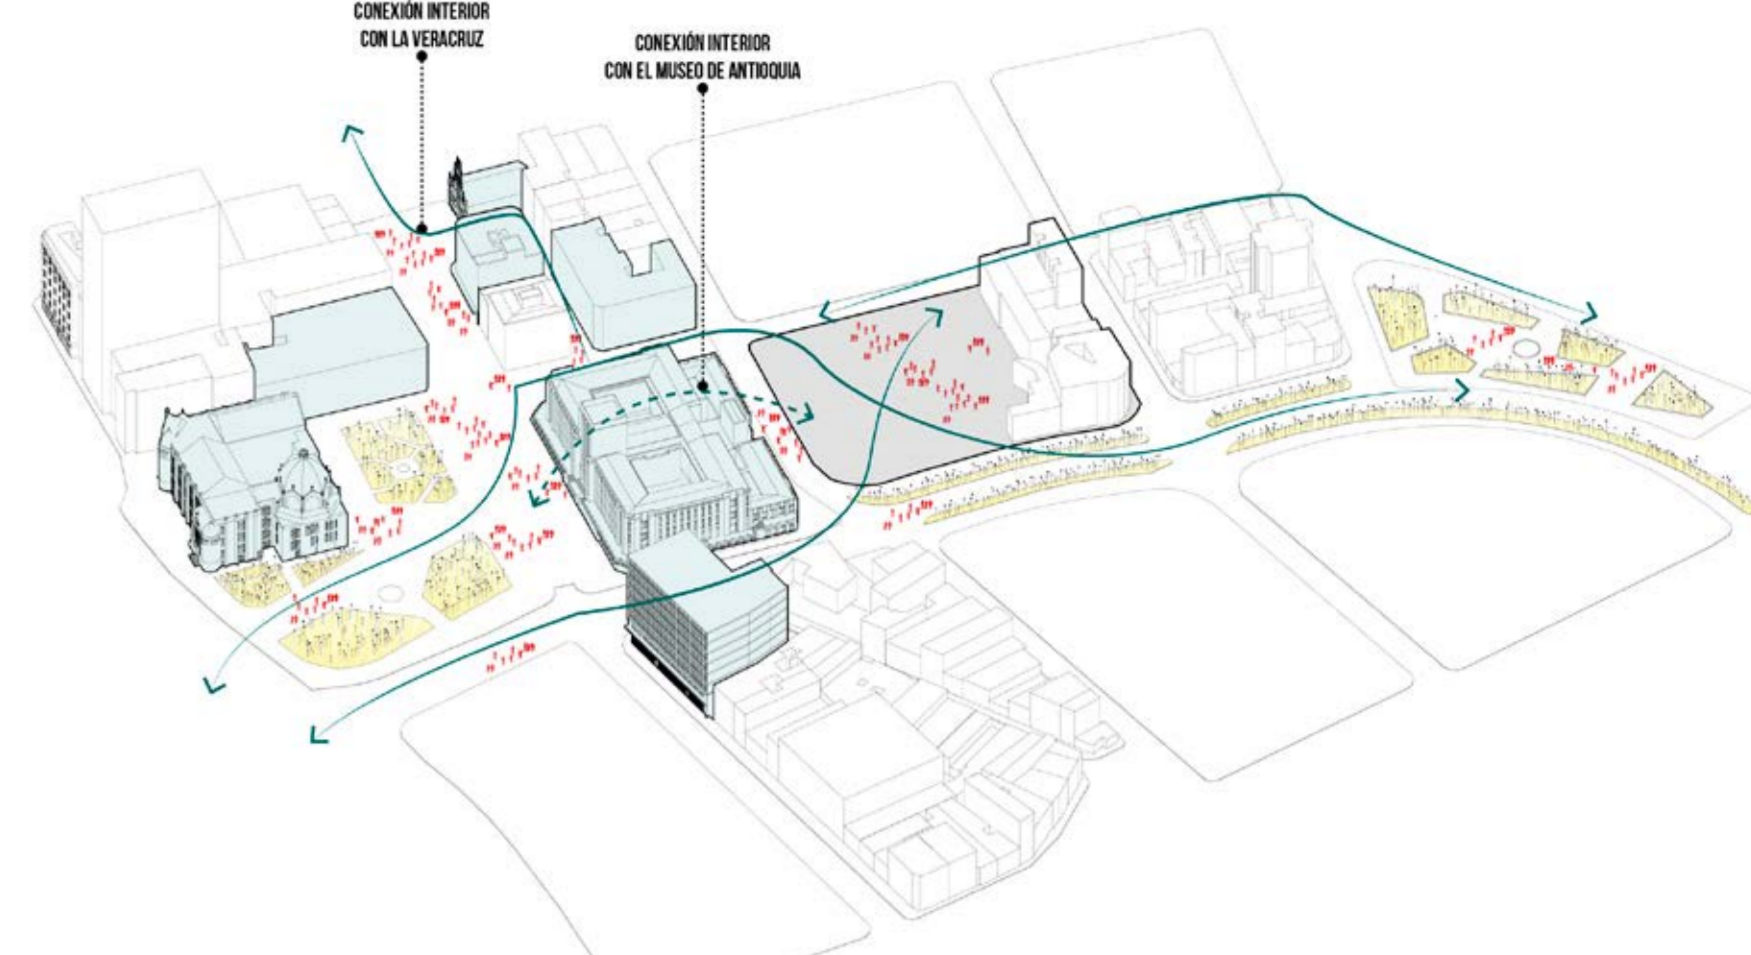 CONEXIÓN INTERIOR
CON LA VERACRUZ
CONEXIÓN INTERIOR
CON EL MUSEO DE ANTIOQUIA